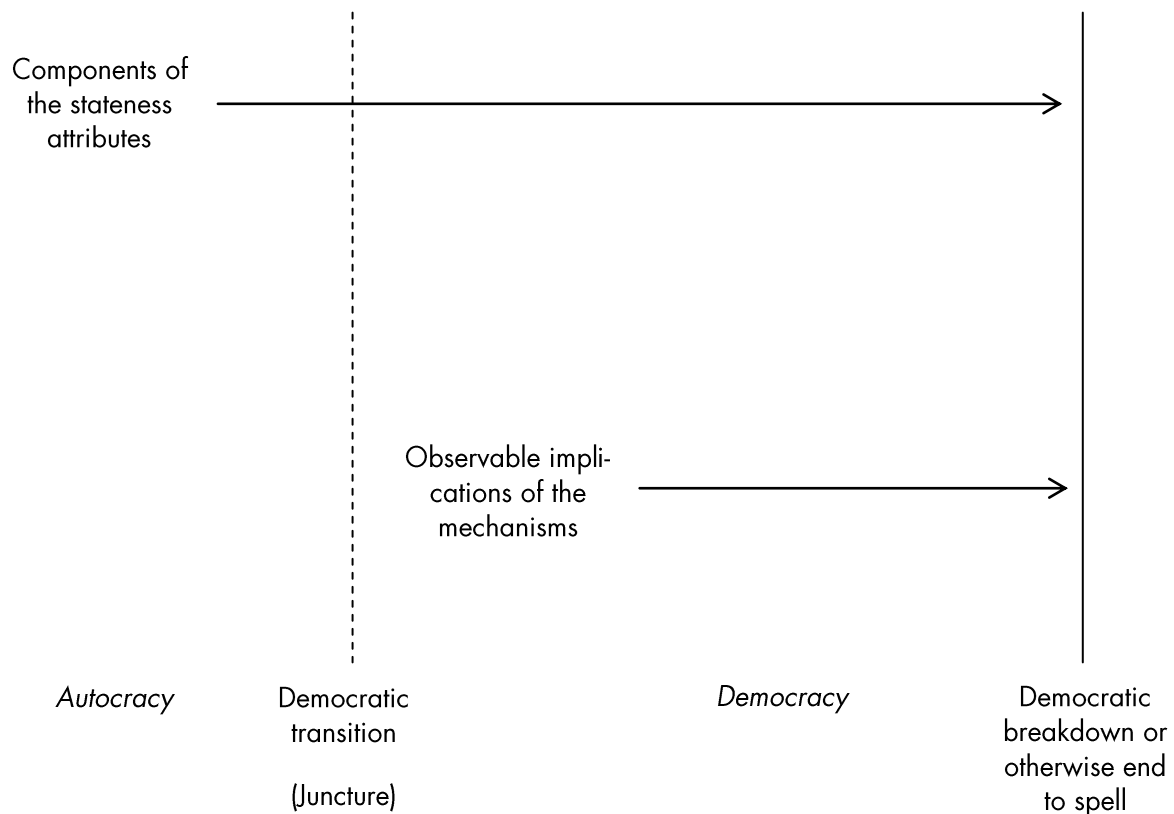 Components of
the stateness
attributes
Observable impli-
cations of the
mechanisms
Autocracy
Democratic
transition
(Juncture)
Democracy
Democratic
breakdown or
otherwise end
to spell